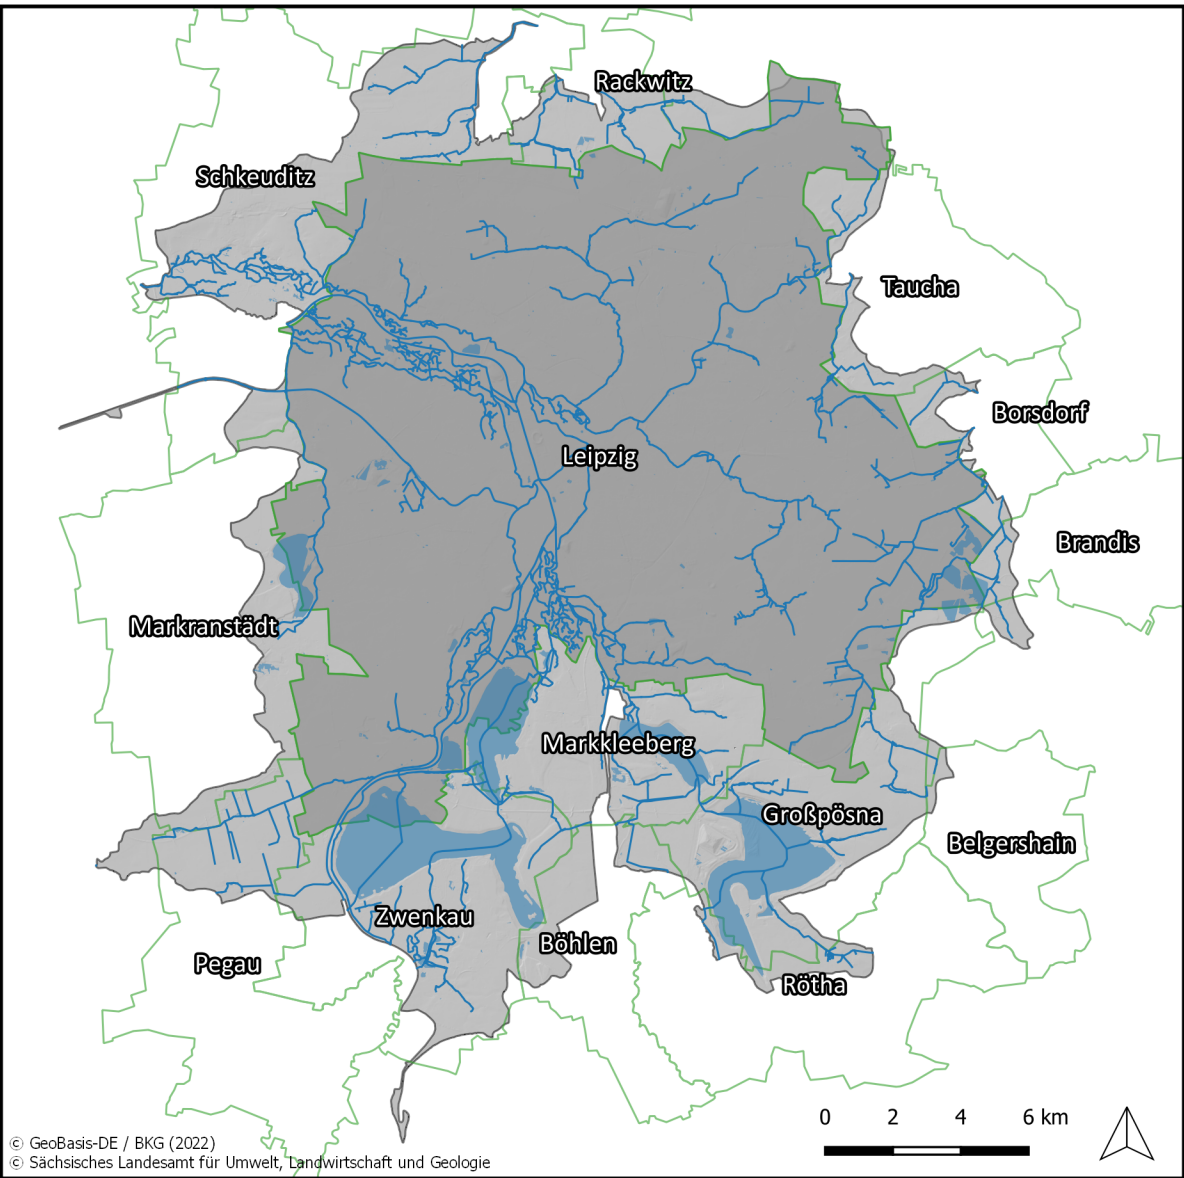 Rackwitz
Schkeuditz
Taucha
Borsdorf
Leipzig
Brandis
Markranstädt
Markkleeberg
Großpösna
Belgershain
Zwenkau
Böhlen
Pegau
Rötha
0 2 4 6 km
© GeoBasis-DE / BKG (2022)
© Sächsisches Landesamt für Umwelt, Landwirtschaft und Geologie